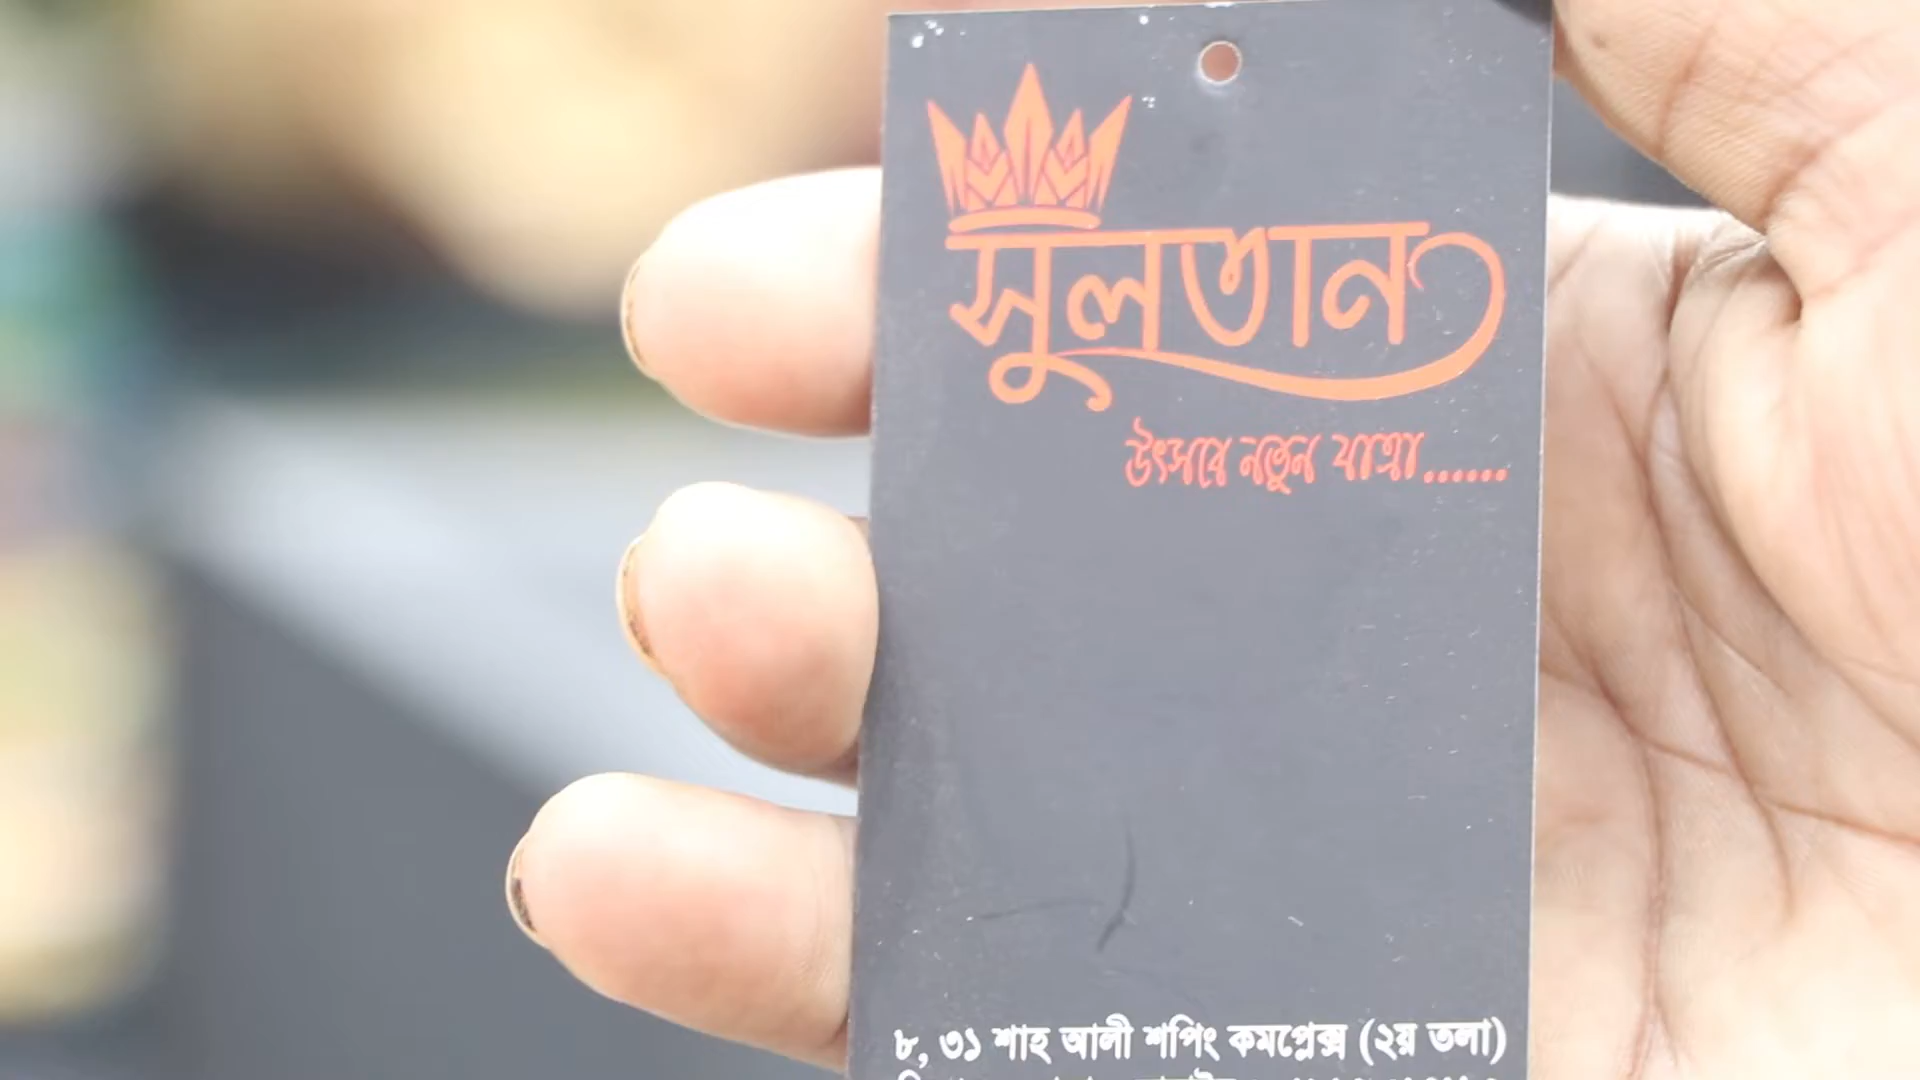 সুলতান
উৎসবে নতুন যাত্রা......
৮, ৩১ শাহ আলী শপিং কমপ্লেক্স (২য় তলা)